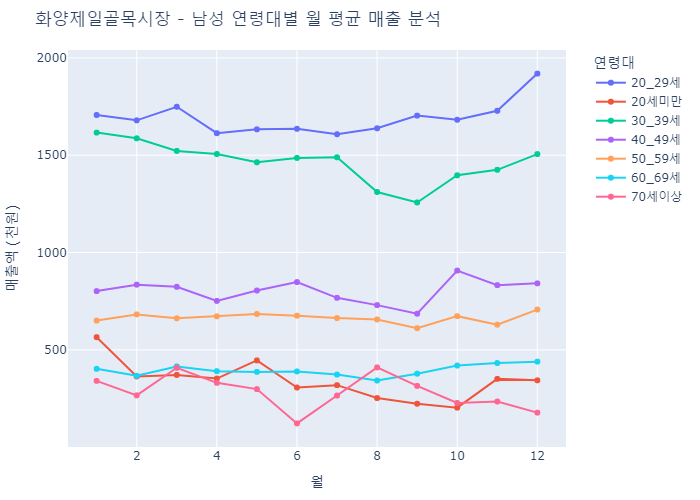 화양제일골목시장 - 남성 연령대별 월 평균 매출 분석
연령대
20_29세
20세미만
30_39세
40_49세
50_59세
60_69세
70세이상
매출액 (천원)
2000
1500
1000
500
2 4 6 8 10 12
월